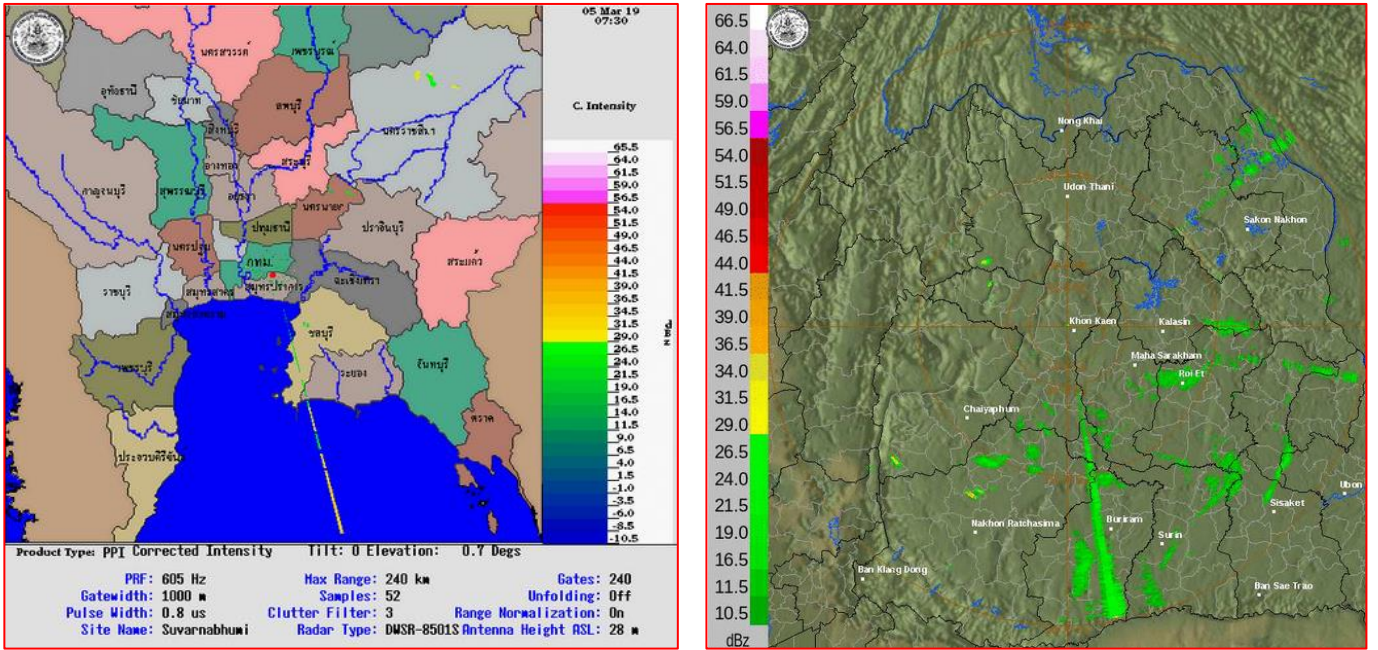 05 Mar 19
07:30
C. Intensity
65.5
64.0
61.5
59.0
56.5
54.0
51.5
49.0
46.5
44.0
41.5
39.0
36.5
34.0
31.5
29.0
26.5
24.0
21.5
19.0
16.5
14.0
11.5
9.0
6.5
4.0
1.5
-1.0
-3.5
-6.0
-8.5
-10.5
นครสวรรค์
เพชรบูรณ์
อุทัยธานี
ชัยนาท
ลพบุรี
สิงห์บุรี
นครราชสีมา
อ่างทอง
สระบุรี
กาญจนบุรี
สุพรรณบุรี
อยุธยา
นครนายก
ปทุมธานี
ปราจีนบุรี
นครปฐม
กทม.
สระแก้ว
ราชบุรี
สมุทรสาคร
สมุทรปราการ
ฉะเชิงเทรา
ชลบุรี
เพชรบุรี
ระยอง
จันทบุรี
ตราด
ประจวบคีรีขันธ์
Product Type: PPI Corrected Intensity Tilt: 0 Elevation: 0.7 Degs
PRF: 605 Hz Max Range: 240 km Gates: 240
Gatewidth: 1000 m Samples: 52 Unfolding: Off
Pulse Width: 0.8 us Clutter Filter: 3 Range Normalization: On
Site Name: Suvarnabhumi Radar Type: DWSR-8501S Antenna Height ASL: 28 m
66.5
64.0
61.5
59.0
56.5
54.0
51.5
49.0
46.5
44.0
41.5
39.0
36.5
34.0
31.5
29.0
26.5
24.0
21.5
19.0
16.5
14.0
11.5
10.5
dBz
Nong Khai
Udon Thani
Sakon Nakhon
Khon Kaen
Kalasin
Maha Sarakham
Roi Et
Chaiyaphum
Ubon
Sisaket
Nakhon Ratchasima
Buriram
Surin
Ban Klang Dong
Ban Sae Trao